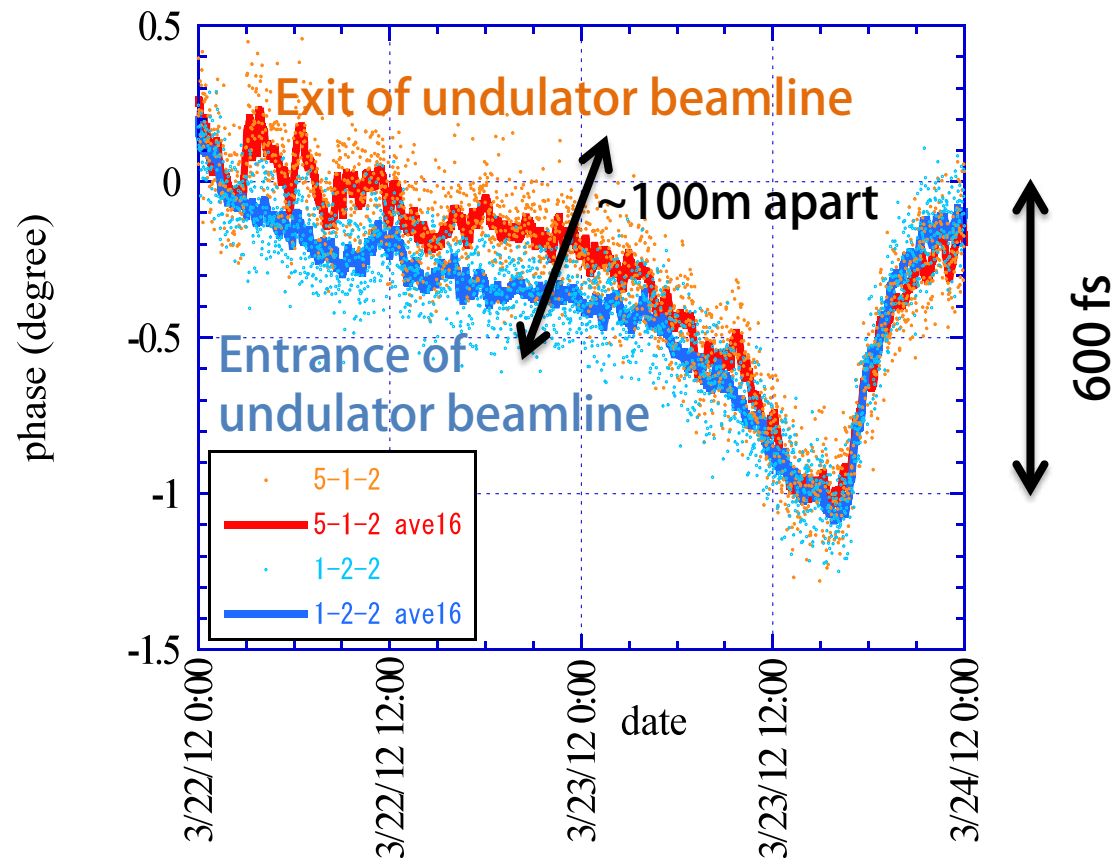 0.5
0
-0.5
-1
-1.5
phase (degree)
Exit of undulator beamline
~100m apart
Entrance of
undulator beamline
5-1-2
5-1-2 ave16
1-2-2
1-2-2 ave16
600 fs
3/22/12 0:00
3/22/12 12:00
3/23/12 0:00
3/23/12 12:00
3/24/12 0:00
date